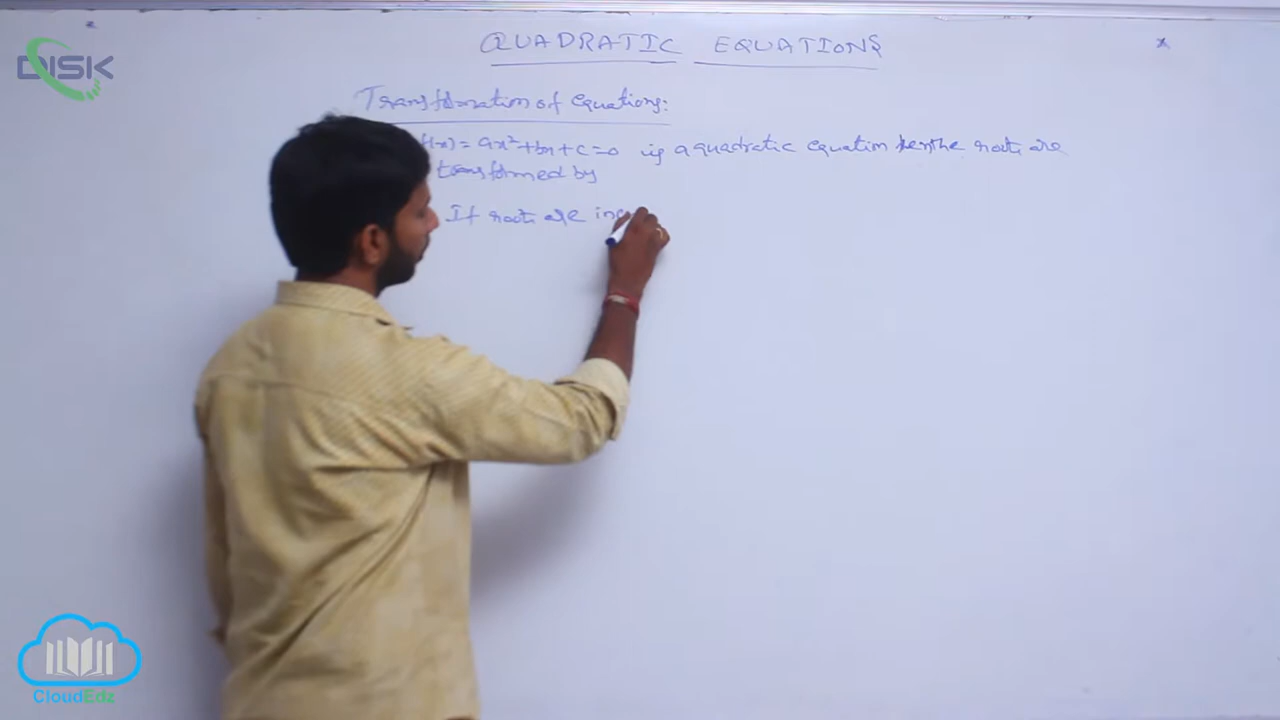 DISK
QUADRATIC EQUATIONS
Transformation of equations:
f(x) = ax²+bx+c=0 is a quadratic equation then the roots are
transformed by
If roots are inc
CloudEdz